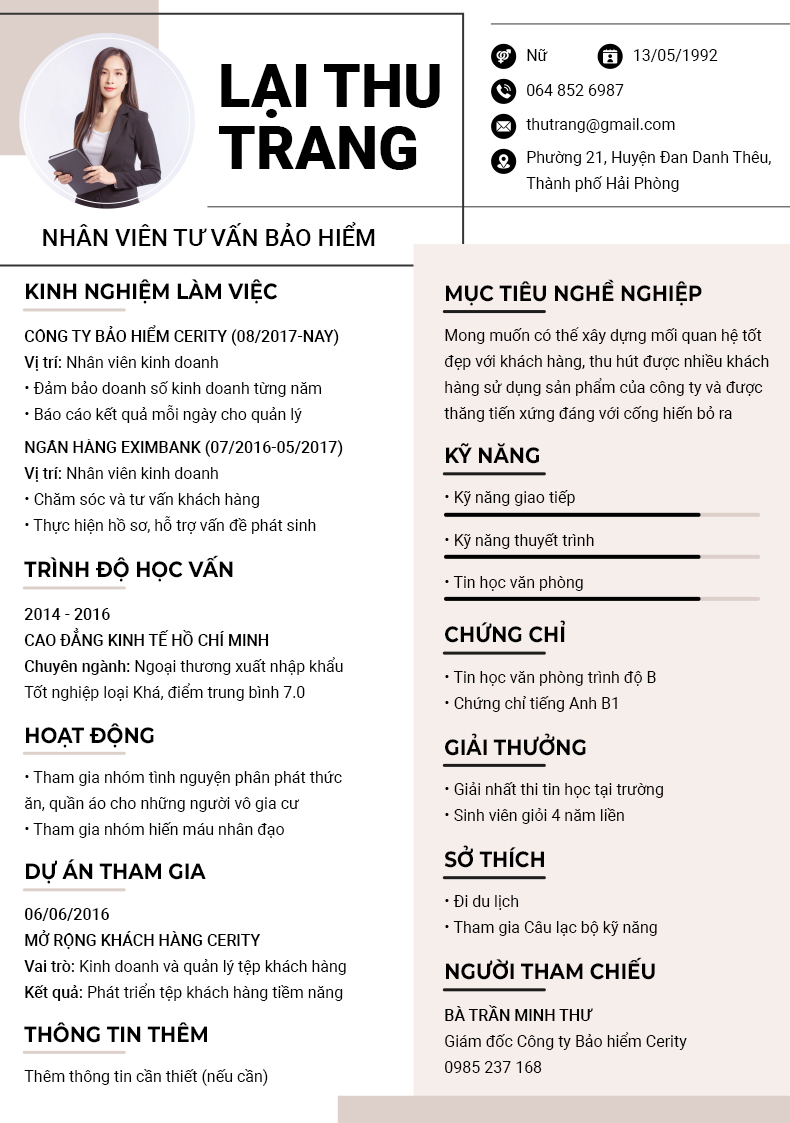 LẠI THU
TRANG
NHÂN VIÊN TƯ VẤN BẢO HIỂM
Nữ
13/05/1992
064 852 6987
thutrang@gmail.com
Phường 21, Huyện Đan Danh Thêu,
Thành phố Hải Phòng
KINH NGHIỆM LÀM VIỆC
CÔNG TY BẢO HIỂM CERITY (08/2017-NAY)
Vị trí: Nhân viên kinh doanh
• Đảm bảo doanh số kinh doanh từng năm
• Báo cáo kết quả mỗi ngày cho quản lý
NGÂN HÀNG EXIMBANK (07/2016-05/2017)
Vị trí: Nhân viên kinh doanh
• Chăm sóc và tư vấn khách hàng
• Thực hiện hồ sơ, hỗ trợ vấn đề phát sinh
TRÌNH ĐỘ HỌC VẤN
2014 - 2016
CAO ĐẲNG KINH TẾ HỒ CHÍ MINH
Chuyên ngành: Ngoại thương xuất nhập khẩu
Tốt nghiệp loại Khá, điểm trung bình 7.0
HOẠT ĐỘNG
• Tham gia nhóm tình nguyện phân phát thức
ăn, quần áo cho những người vô gia cư
• Tham gia nhóm hiến máu nhân đạo
DỰ ÁN THAM GIA
06/06/2016
MỞ RỘNG KHÁCH HÀNG CERITY
Vai trò: Kinh doanh và quản lý tệp khách hàng
Kết quả: Phát triển tệp khách hàng tiềm năng
THÔNG TIN THÊM
Thêm thông tin cần thiết (nếu cần)
MỤC TIÊU NGHỀ NGHIỆP
Mong muốn có thể xây dựng mối quan hệ tốt
đẹp với khách hàng, thu hút được nhiều khách
hàng sử dụng sản phẩm của công ty và được
thăng tiến xứng đáng với cống hiến bỏ ra
KỸ NĂNG
• Kỹ năng giao tiếp
• Kỹ năng thuyết trình
• Tin học văn phòng
CHỨNG CHỈ
• Tin học văn phòng trình độ B
• Chứng chỉ tiếng Anh B1
GIẢI THƯỞNG
• Giải nhất thi tin học tại trường
• Sinh viên giỏi 4 năm liền
SỞ THÍCH
• Đi du lịch
• Tham gia Câu lạc bộ kỹ năng
NGƯỜI THAM CHIẾU
BÀ TRẦN MINH THƯ
Giám đốc Công ty Bảo hiểm Cerity
0985 237 168